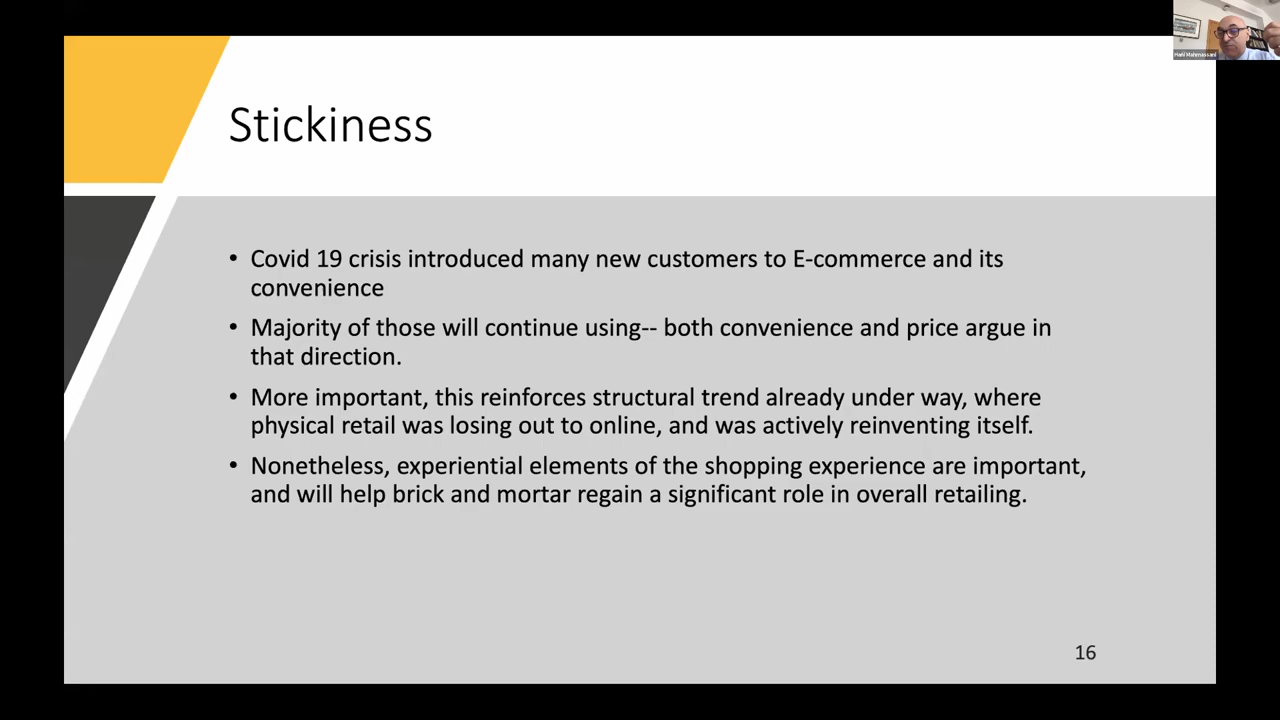 Hani Mahmassani
Stickiness
• Covid 19 crisis introduced many new customers to E-commerce and its
convenience
• Majority of those will continue using-- both convenience and price argue in
that direction.
• More important, this reinforces structural trend already under way, where
physical retail was losing out to online, and was actively reinventing itself.
• Nonetheless, experiential elements of the shopping experience are important,
and will help brick and mortar regain a significant role in overall retailing.
16